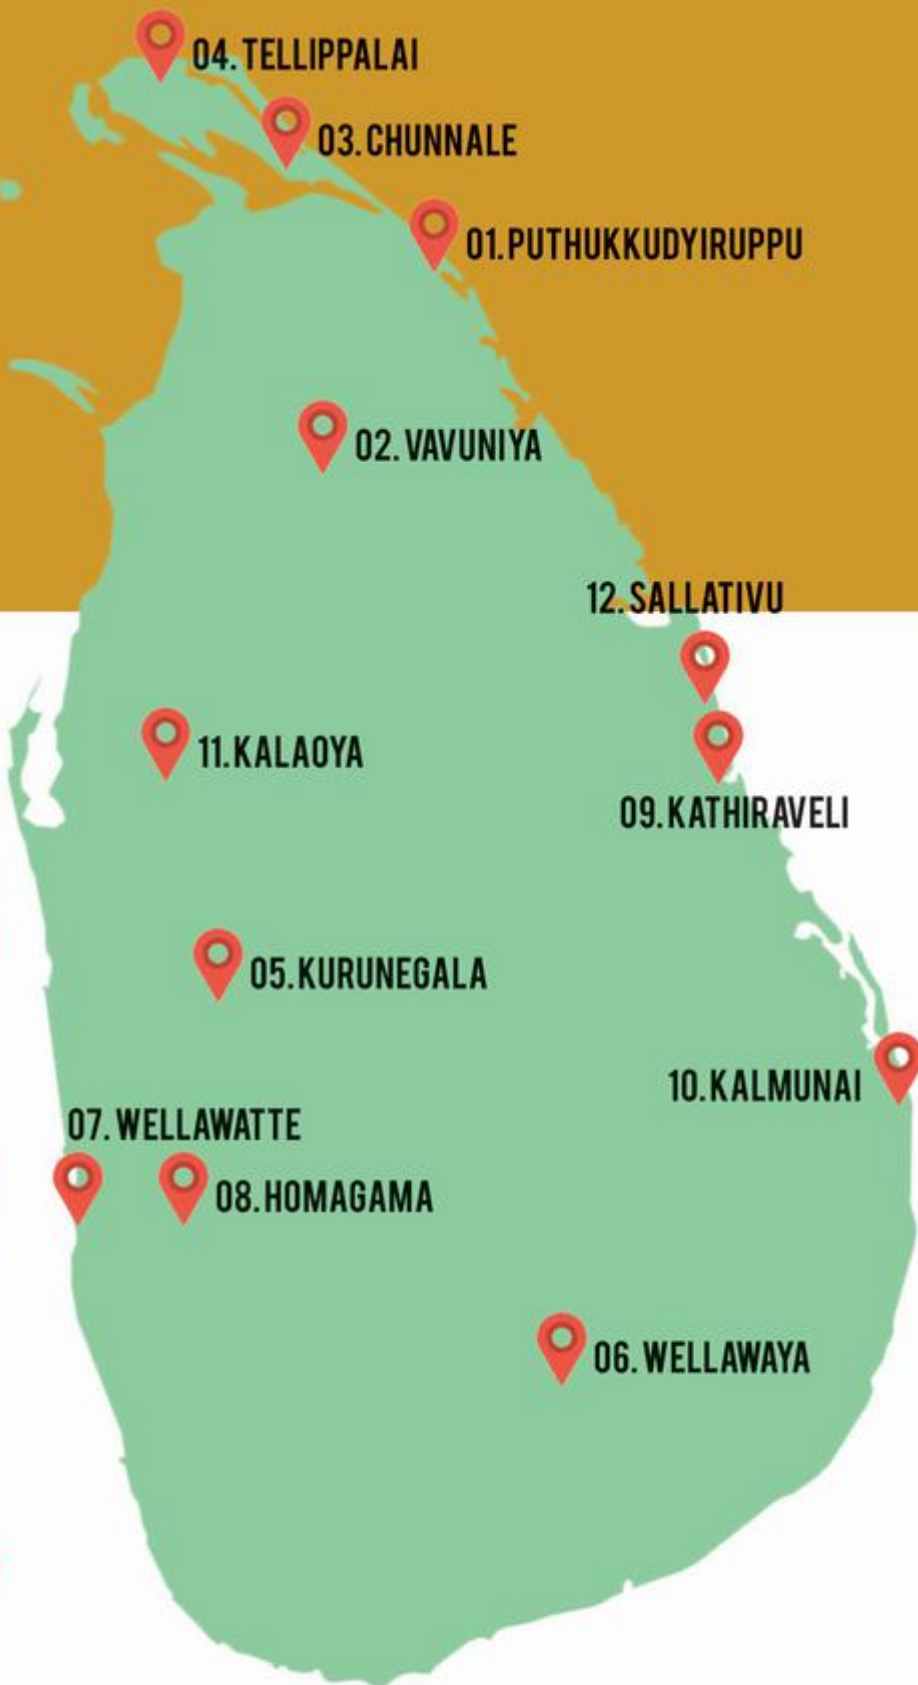 04. TELLIPPALAI
03. CHUNNALE
01. PUTHUKKUDYIRUPPU
02. VAVUNIYA
12. SALLATIVU
11. KALAOYA
09. KATHIRAVELI
05. KURUNEGALA
10. KALMUNAI
07. WELLAWATTE
08. HOMAGAMA
06. WELLAWAYA